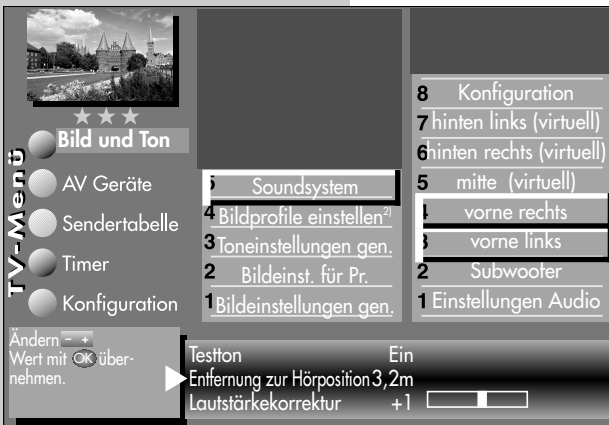 TV-Menü
Bild und Ton
AV Geräte
Sendertabelle
Timer
Konfiguration
5 Soundsystem
4 Bildprofile einstellen²⁾
3 Toneinstellungen gen.
2 Bildeinst. für Pr.
1 Bildeinstellungen gen.
8 Konfiguration
7 hinten links (virtuell)
6 hinten rechts (virtuell)
5 mitte (virtuell)
4 vorne rechts
3 vorne links
2 Subwoofer
1 Einstellungen Audio
Ändern - +
Wert mit OK über-
nehmen.
Testton Ein
Entfernung zur Hörposition 3,2m
Lautstärkekorrektur +1